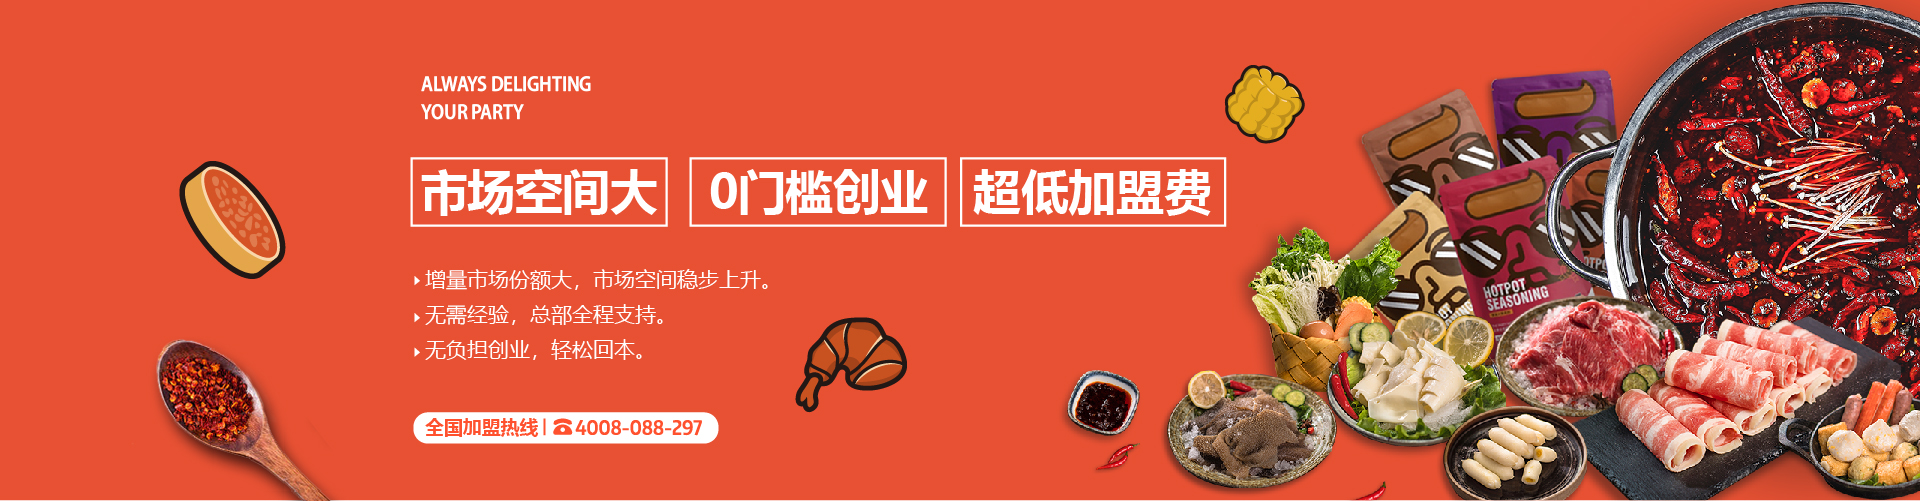 ALWAYS DELIGHTING
YOUR PARTY
市场空间大 0门槛创业 超低加盟费
增量市场份额大，市场空间稳步上升。
无需经验，总部全程支持。
无负担创业，轻松回本。
全国加盟热线 | ☎4008-088-297
HOTPOT
SEASONING